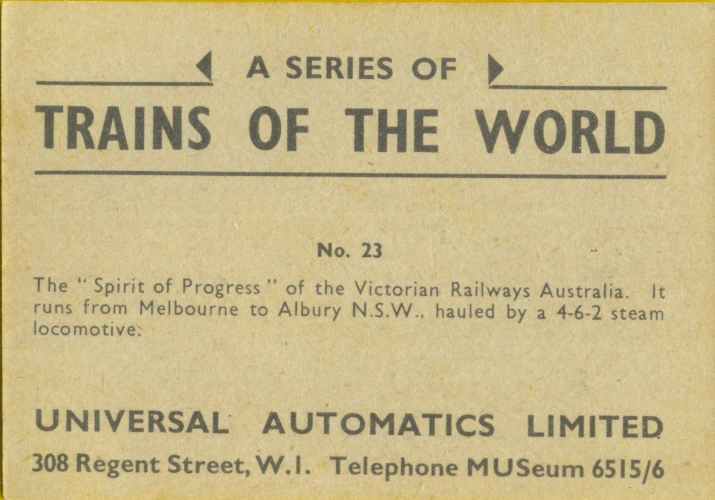 A SERIES OF
TRAINS OF THE WORLD
No. 23
The "Spirit of Progress" of the Victorian Railways Australia. It
runs from Melbourne to Albury N.S.W., hauled by a 4-6-2 steam
locomotive.
UNIVERSAL AUTOMATICS LIMITED
308 Regent Street, W.1. Telephone MUSeum 6515/6